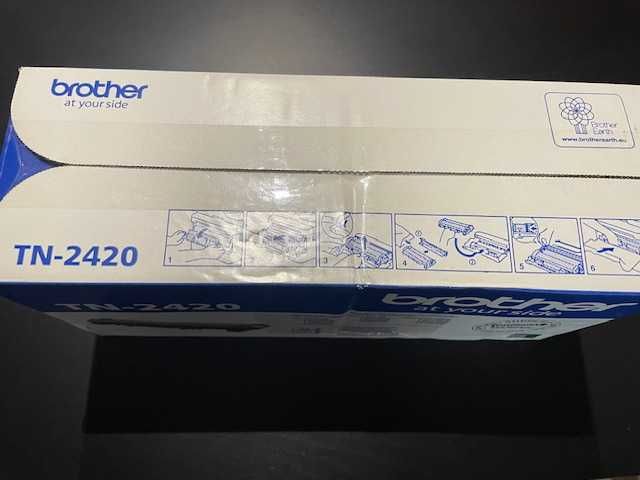 brother
at your side
Brother
Earth
www.brotherearth.eu
TN-2420
1
3
4
1
2
5
6
TN-2420
brother
at your side